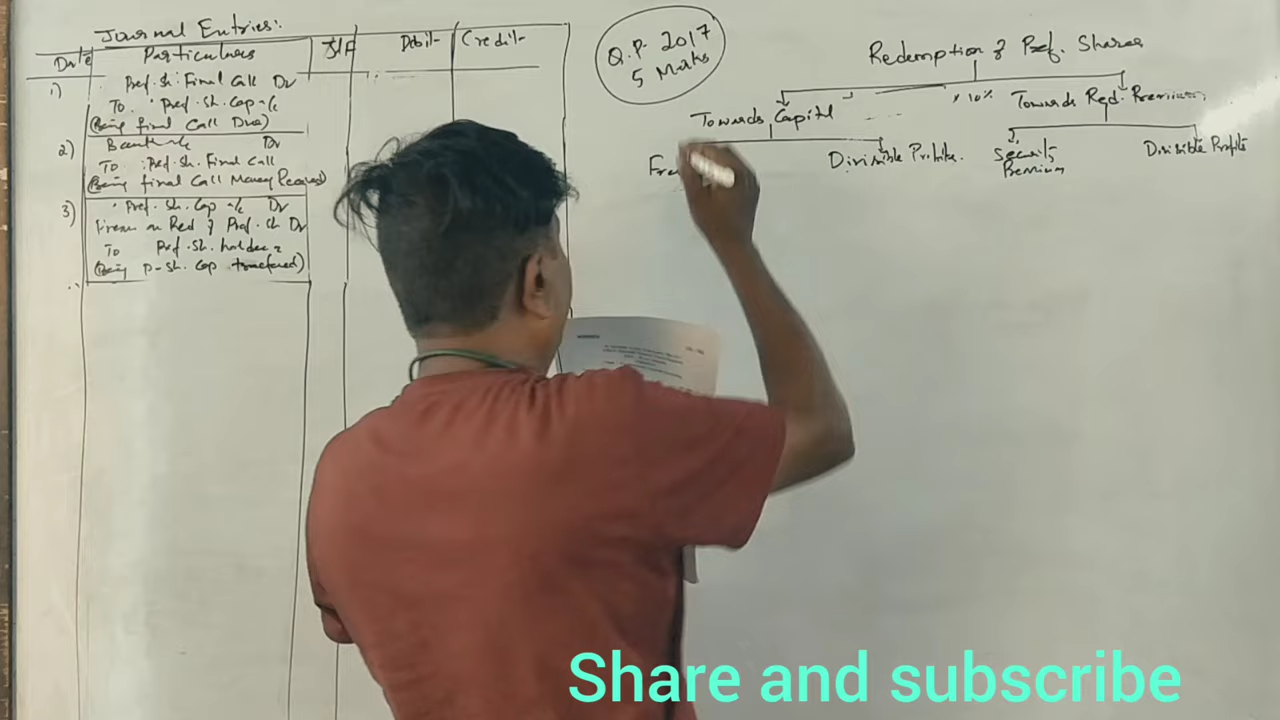 Journal Entries:
Date Particulars J/F Debit Credit
1) Pref. Sh. Final Call Dr
To Pref. Sh. Cap a/c
(Being final Call Due)
2) Bank a/c Dr
To Pref. Sh. Final Call
(Being final Call Money Received)
3) Pref. Sh. Cap a/c Dr
on Red of Pref. Sh Dr
To Pref. Sh. holders
(Being P-Sh. Cap transfered)
Q.P. 2017
5 Marks
Redemption of Pref. Shares
Towards Capital x 10% Towards Red. Premium
Fre
Divisible Profits.
Security
Premium
Divisible Profits
Share and subscribe